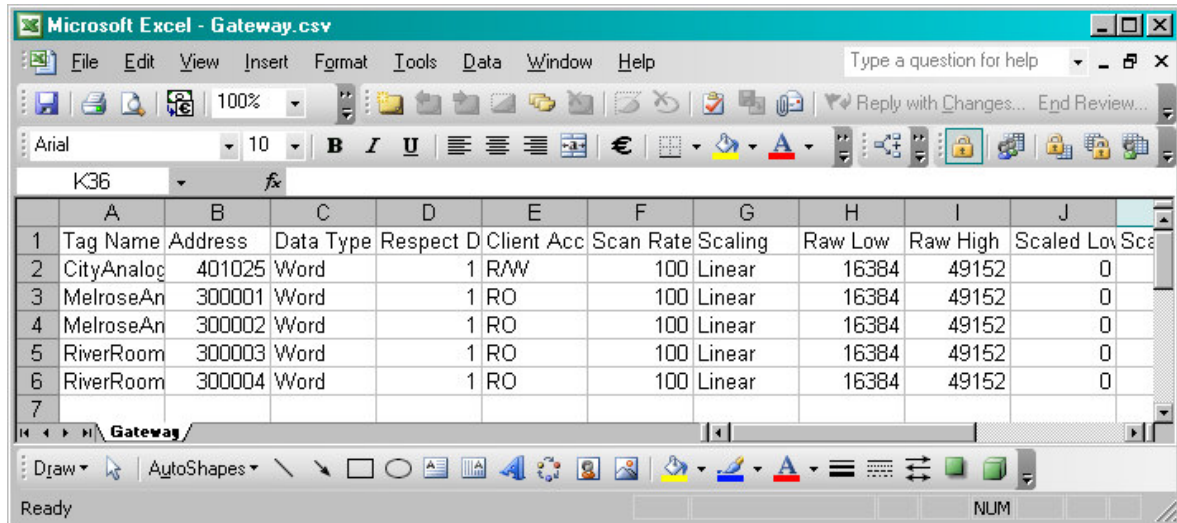 Microsoft Excel - Gateway.csv
File Edit View Insert Format Tools Data Window Help Type a question for help
100% Reply with Changes... End Review...
Arial 10 B I U € A
K36 fx
A B C D E F G H I J
1 Tag Name Address Data Type Respect D Client Acc Scan Rate Scaling Raw Low Raw High Scaled Lov Sca
2 CityAnalog 401025 Word 1 R/W 100 Linear 16384 49152 0
3 MelroseAn 300001 Word 1 RO 100 Linear 16384 49152 0
4 MelroseAn 300002 Word 1 RO 100 Linear 16384 49152 0
5 RiverRoom 300003 Word 1 RO 100 Linear 16384 49152 0
6 RiverRoom 300004 Word 1 RO 100 Linear 16384 49152 0
7
Gateway
Draw AutoShapes A
Ready NUM